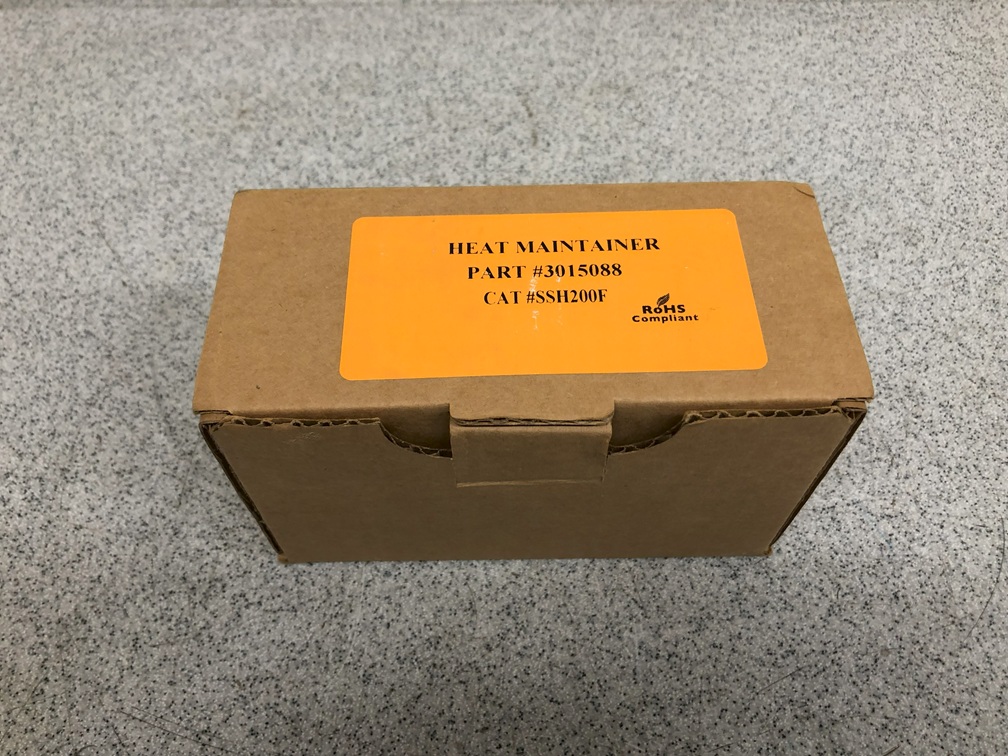 HEAT MAINTAINER
PART #3015088
CAT #SSH200F
RoHS
Compliant